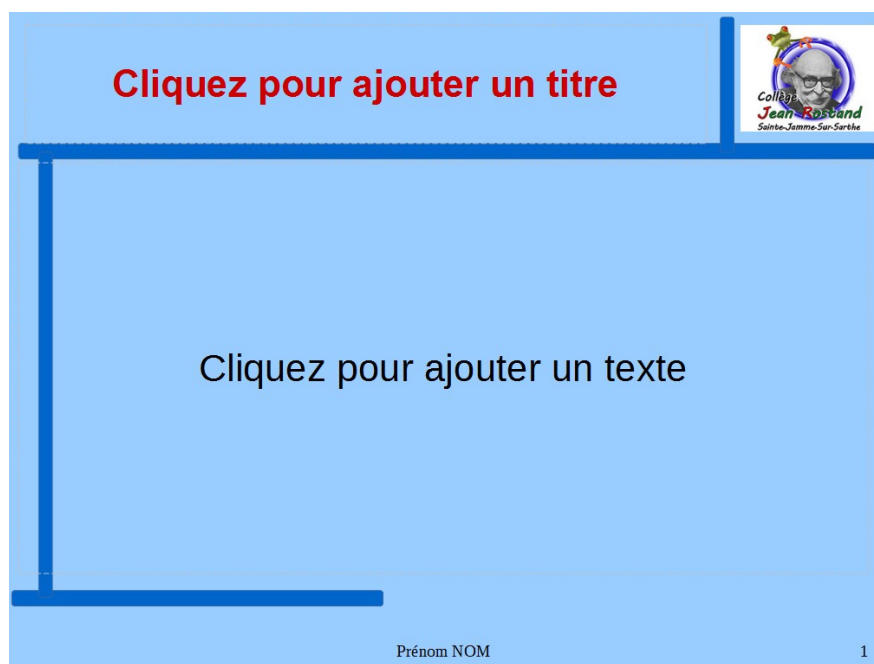 Cliquez pour ajouter un titre
Collège
Jean Rostand
Sainte-Jamme-Sur-Sarthe
Cliquez pour ajouter un texte
Prénom NOM
1